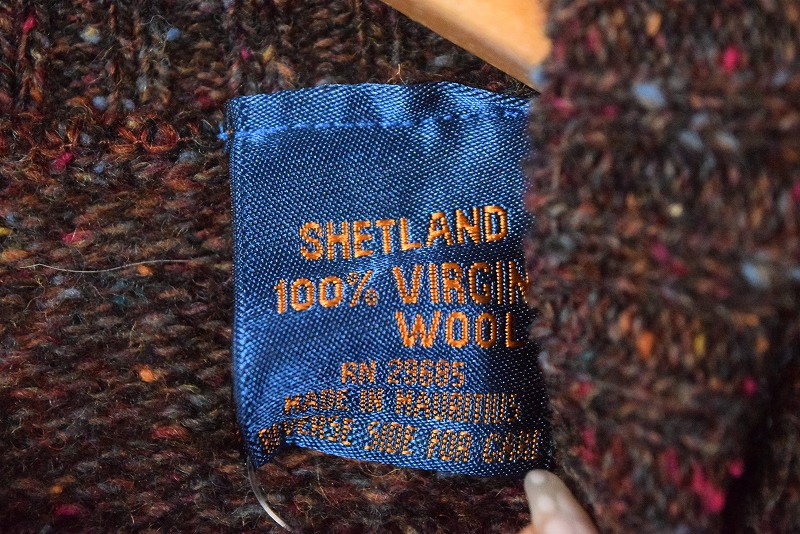 SHETLAND
100% VIRGIN
WOOL
RN 29685
MADE IN MAURITIUS
REVERSE SIDE FOR CARE